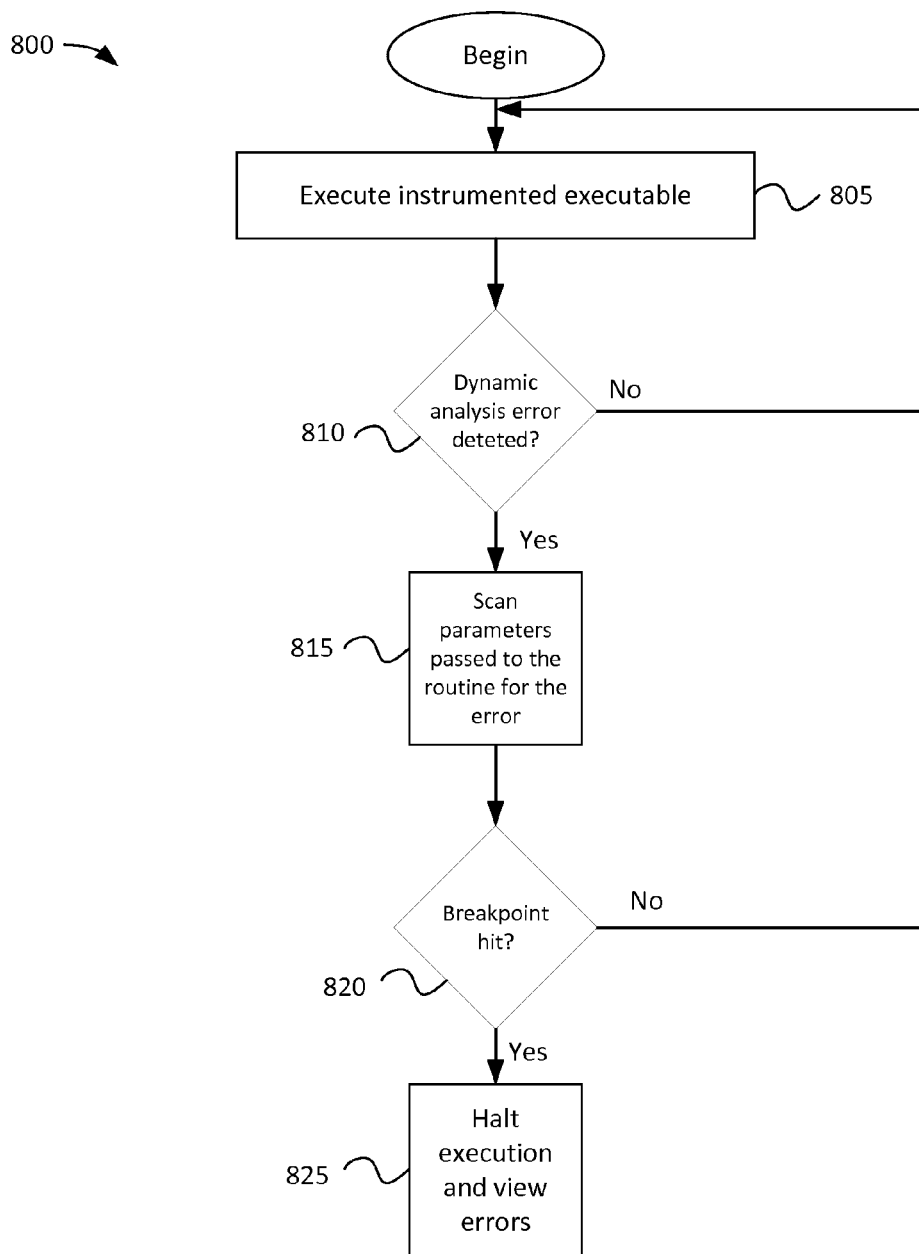 800
Begin
Execute instrumented executable
805
Dynamic
analysis error
deteted?
No
810
Yes
Scan
parameters
passed to the
routine for the
error
815
Breakpoint
hit?
No
820
Yes
Halt
execution
and view
errors
825